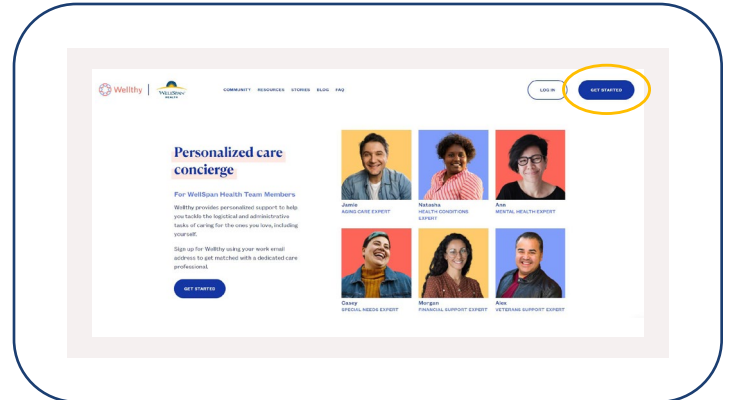 Wellthy
WELLSPAN
HEALTH
COMMUNITY RESOURCES STORIES BLOG FAQ
LOG IN
GET STARTED
Personalized care
concierge
For WellSpan Health Team Members
Wellthy provides personalized support to help
you tackle the logistical and administrative
tasks of caring for the ones you love, including
yourself.
Sign up for Wellthy using your work email
address to get matched with a dedicated care
professional.
GET STARTED
Jamie
AGING CARE EXPERT
Natasha
HEALTH CONDITIONS
EXPERT
Ann
MENTAL HEALTH EXPERT
Casey
SPECIAL NEEDS EXPERT
Morgan
FINANCIAL SUPPORT EXPERT
Alex
VETERANS SUPPORT EXPERT